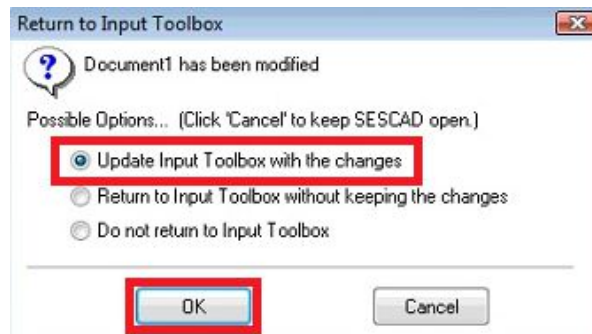 Return to Input Toolbox
Document1 has been modified
Possible Options... (Click 'Cancel' to keep SESCAD open.)
Update Input Toolbox with the changes
Return to Input Toolbox without keeping the changes
Do not return to Input Toolbox
OK Cancel